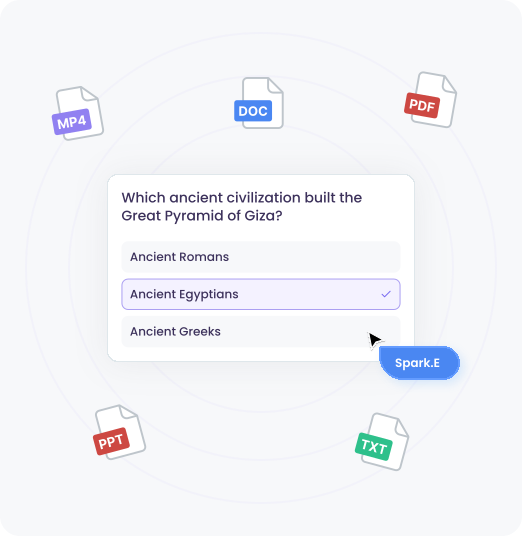 MP4
DOC
PDF
Which ancient civilization built the
Great Pyramid of Giza?
Ancient Romans
Ancient Egyptians
Ancient Greeks
Spark.E
PPT
TXT